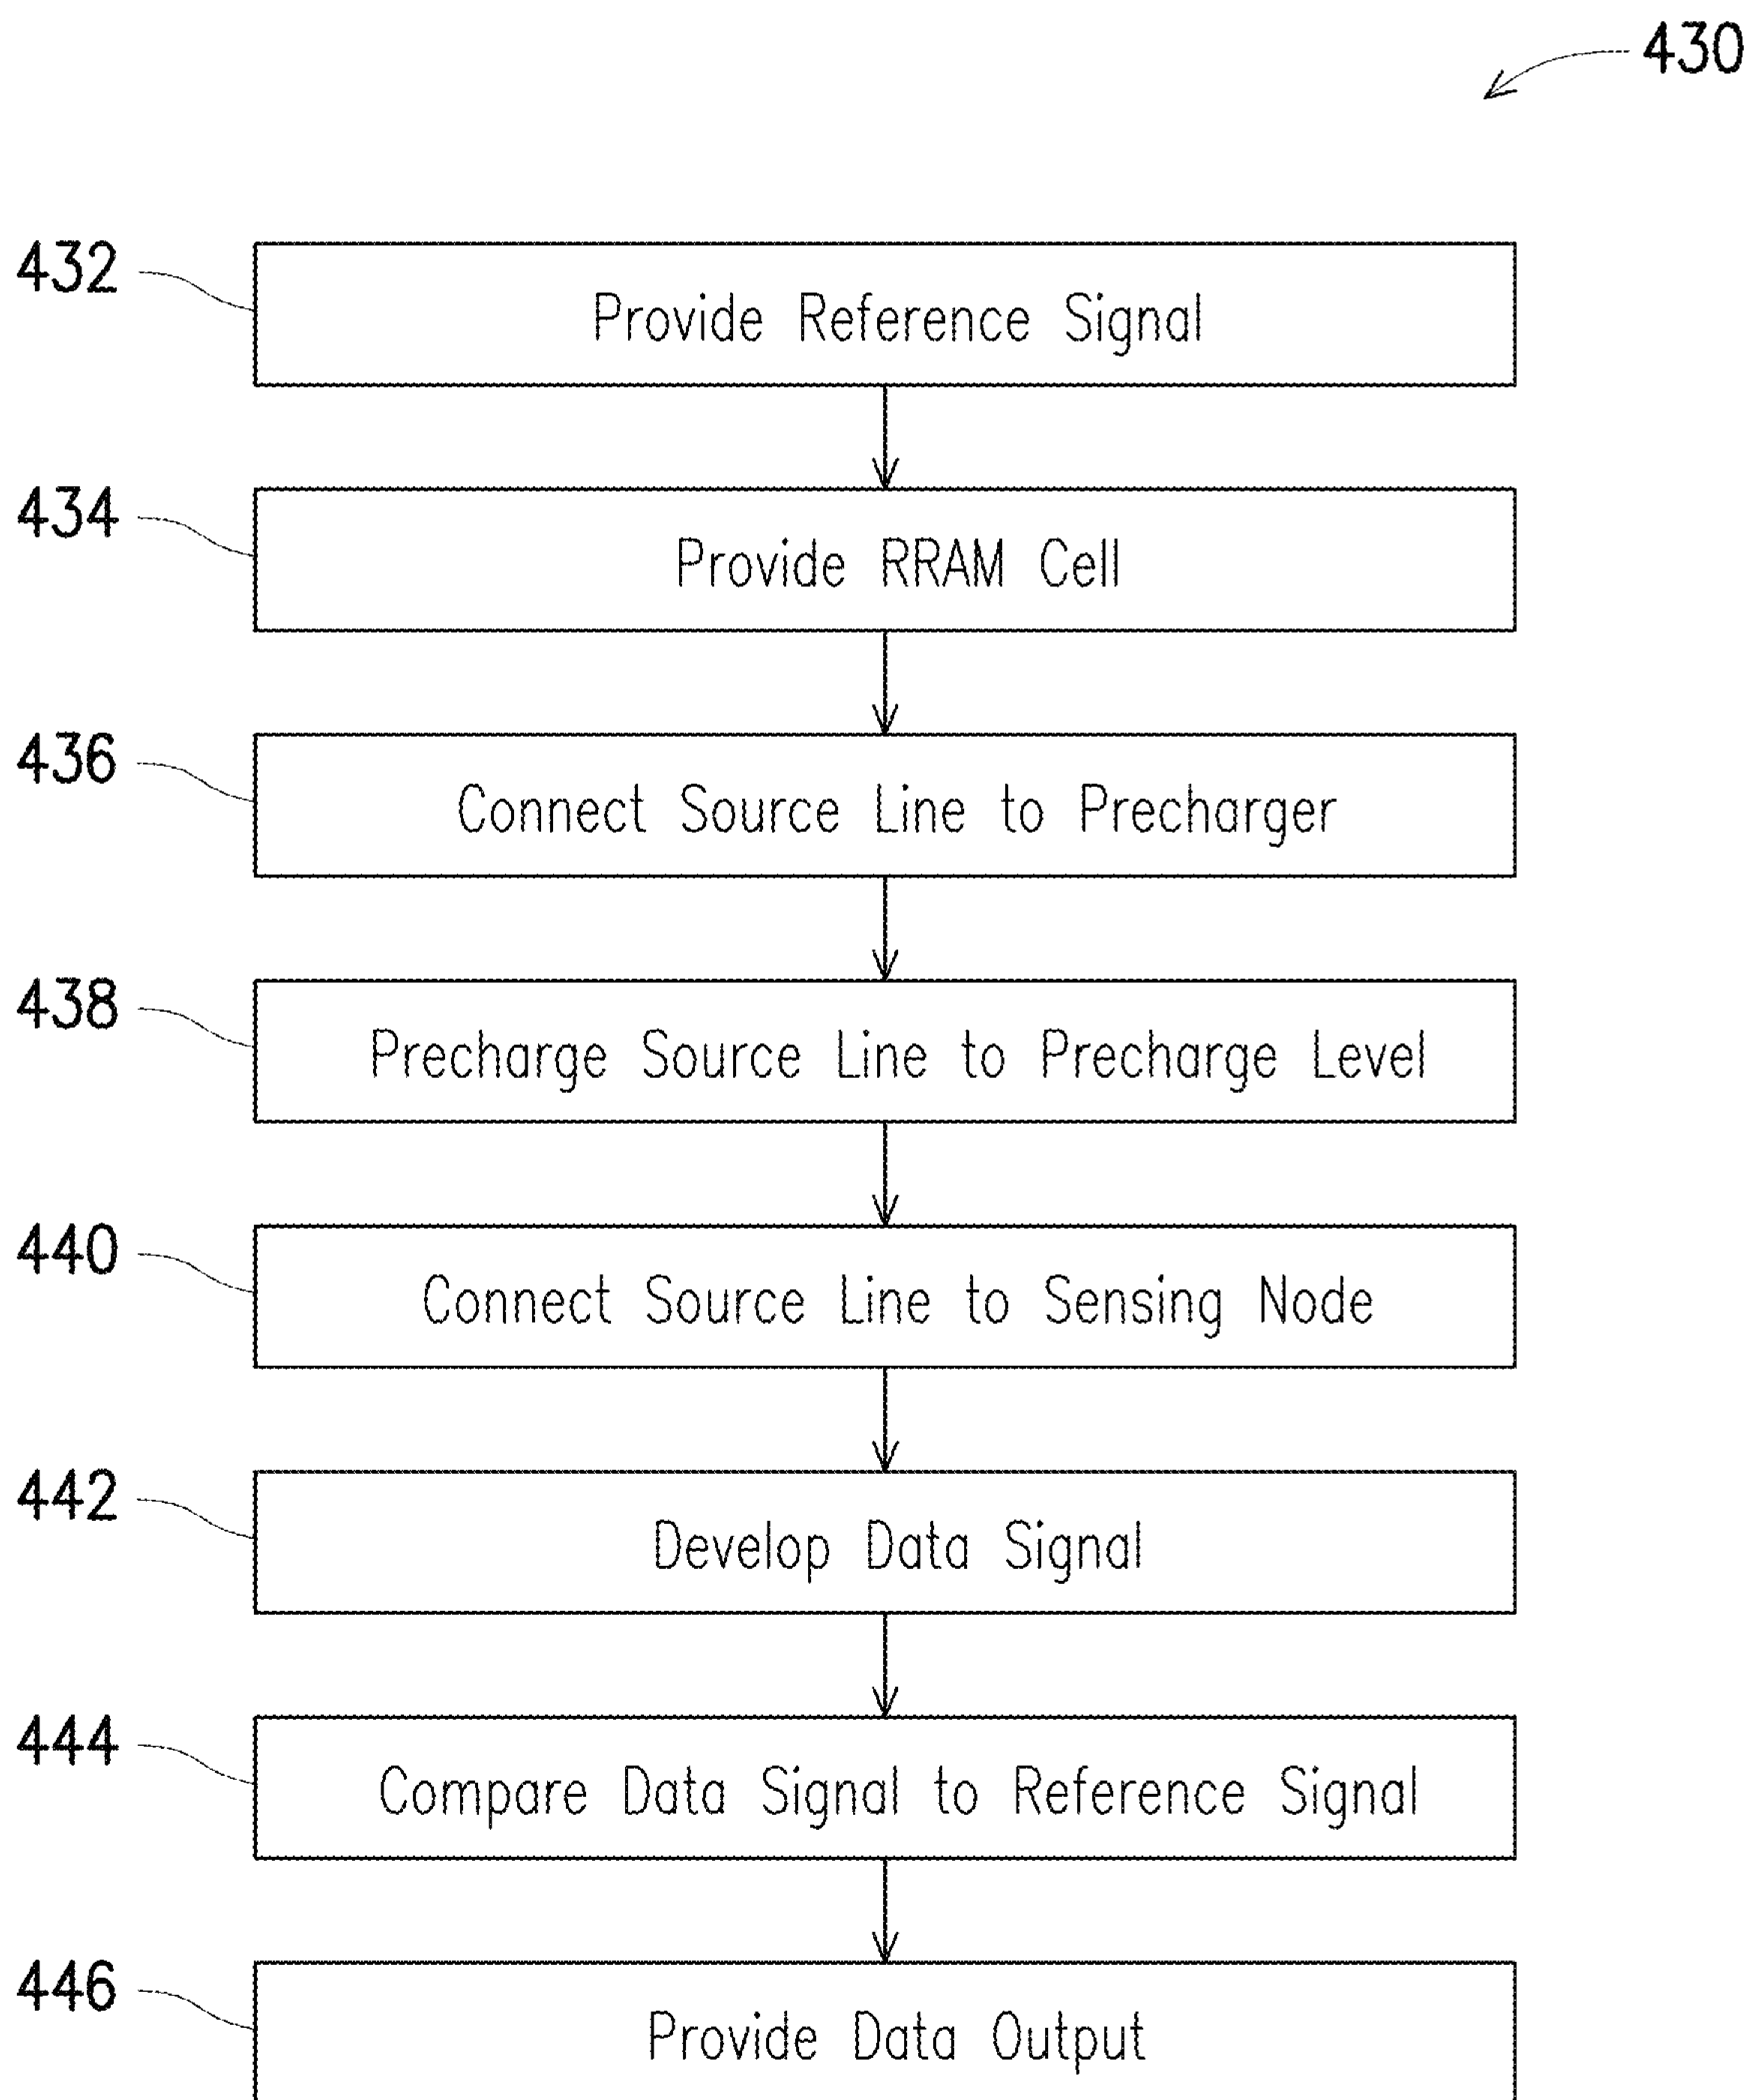 430
432
Provide Reference Signal
434
Provide RRAM Cell
436
Connect Source Line to Precharger
438
Precharge Source Line to Precharge Level
440
Connect Source Line to Sensing Node
442
Develop Data Signal
444
Compare Data Signal to Reference Signal
446
Provide Data Output